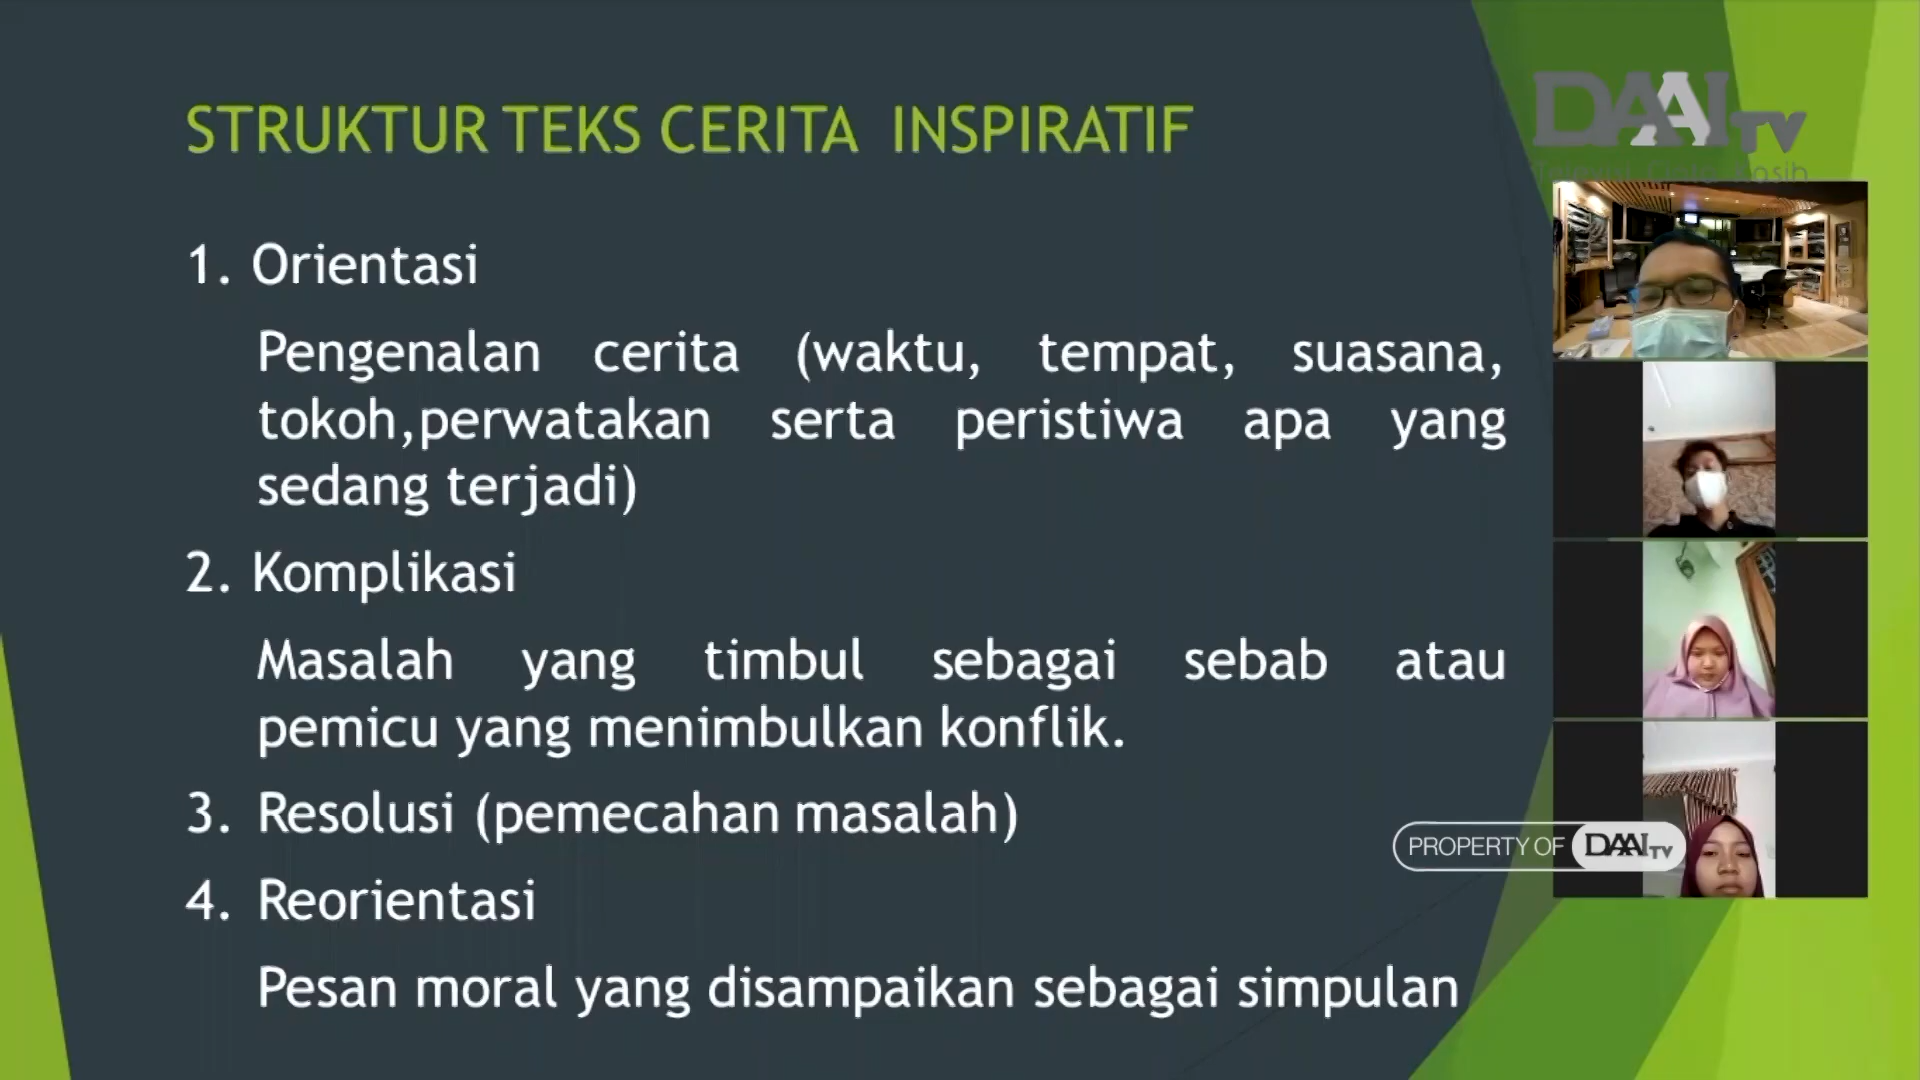 STRUKTUR TEKS CERITA INSPIRATIF
1. Orientasi
Pengenalan cerita (waktu, tempat, suasana,
tokoh,perwatakan serta peristiwa apa yang
sedang terjadi)
2. Komplikasi
Masalah yang timbul sebagai sebab atau
pemicu yang menimbulkan konflik.
3. Resolusi (pemecahan masalah)
4. Reorientasi
Pesan moral yang disampaikan sebagai simpulan
DAAI TV
PROPERTY OF DAAI TV